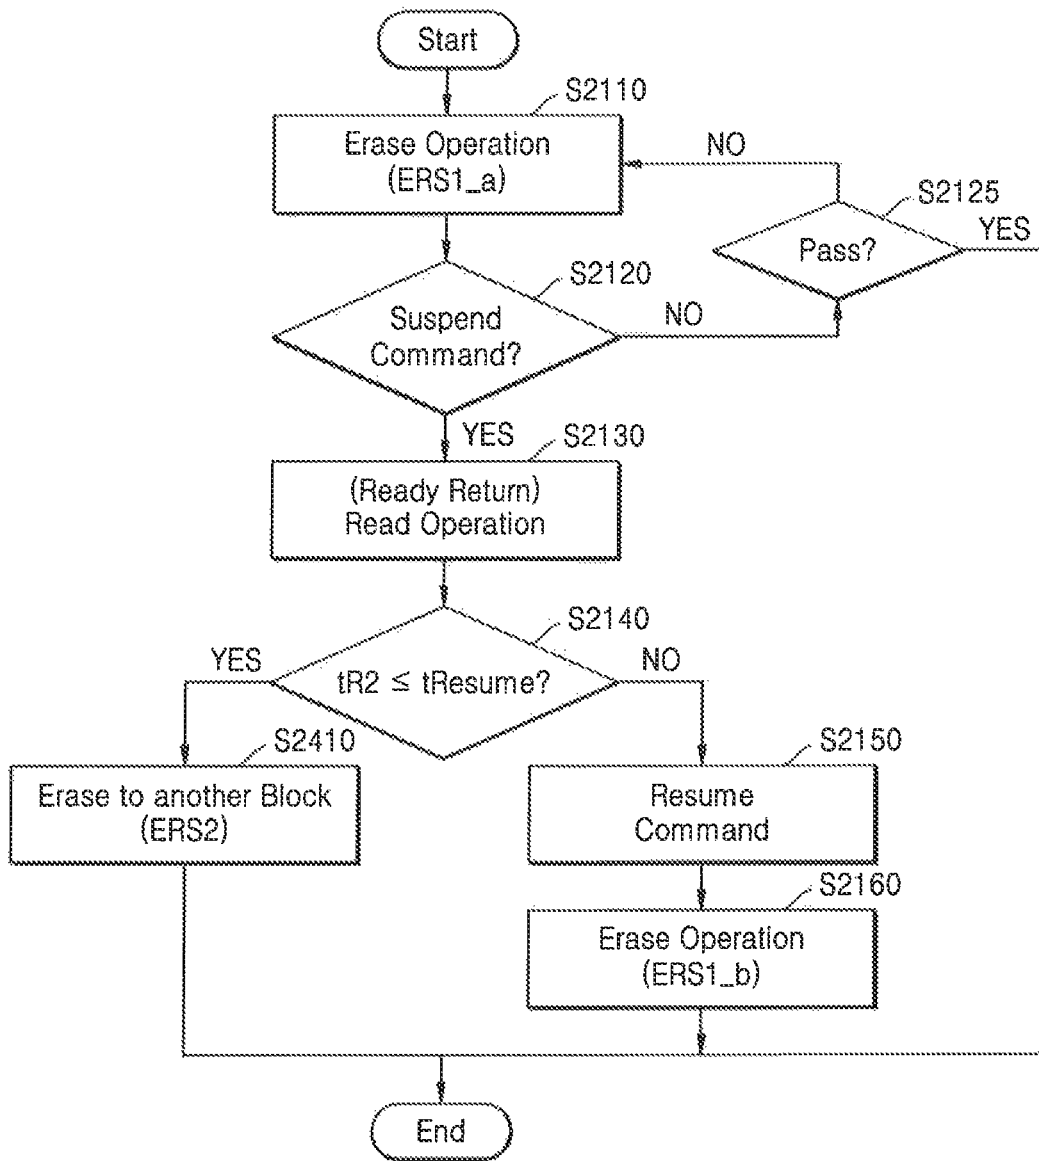 Start
S2110
Erase Operation
(ERS1_a)
NO
S2125
Pass?
YES
S2120
Suspend
Command?
NO
YES
S2130
(Ready Return)
Read Operation
S2140
YES
tR2 ≤ tResume?
NO
S2410
Erase to another Block
(ERS2)
S2150
Resume
Command
S2160
Erase Operation
(ERS1_b)
End